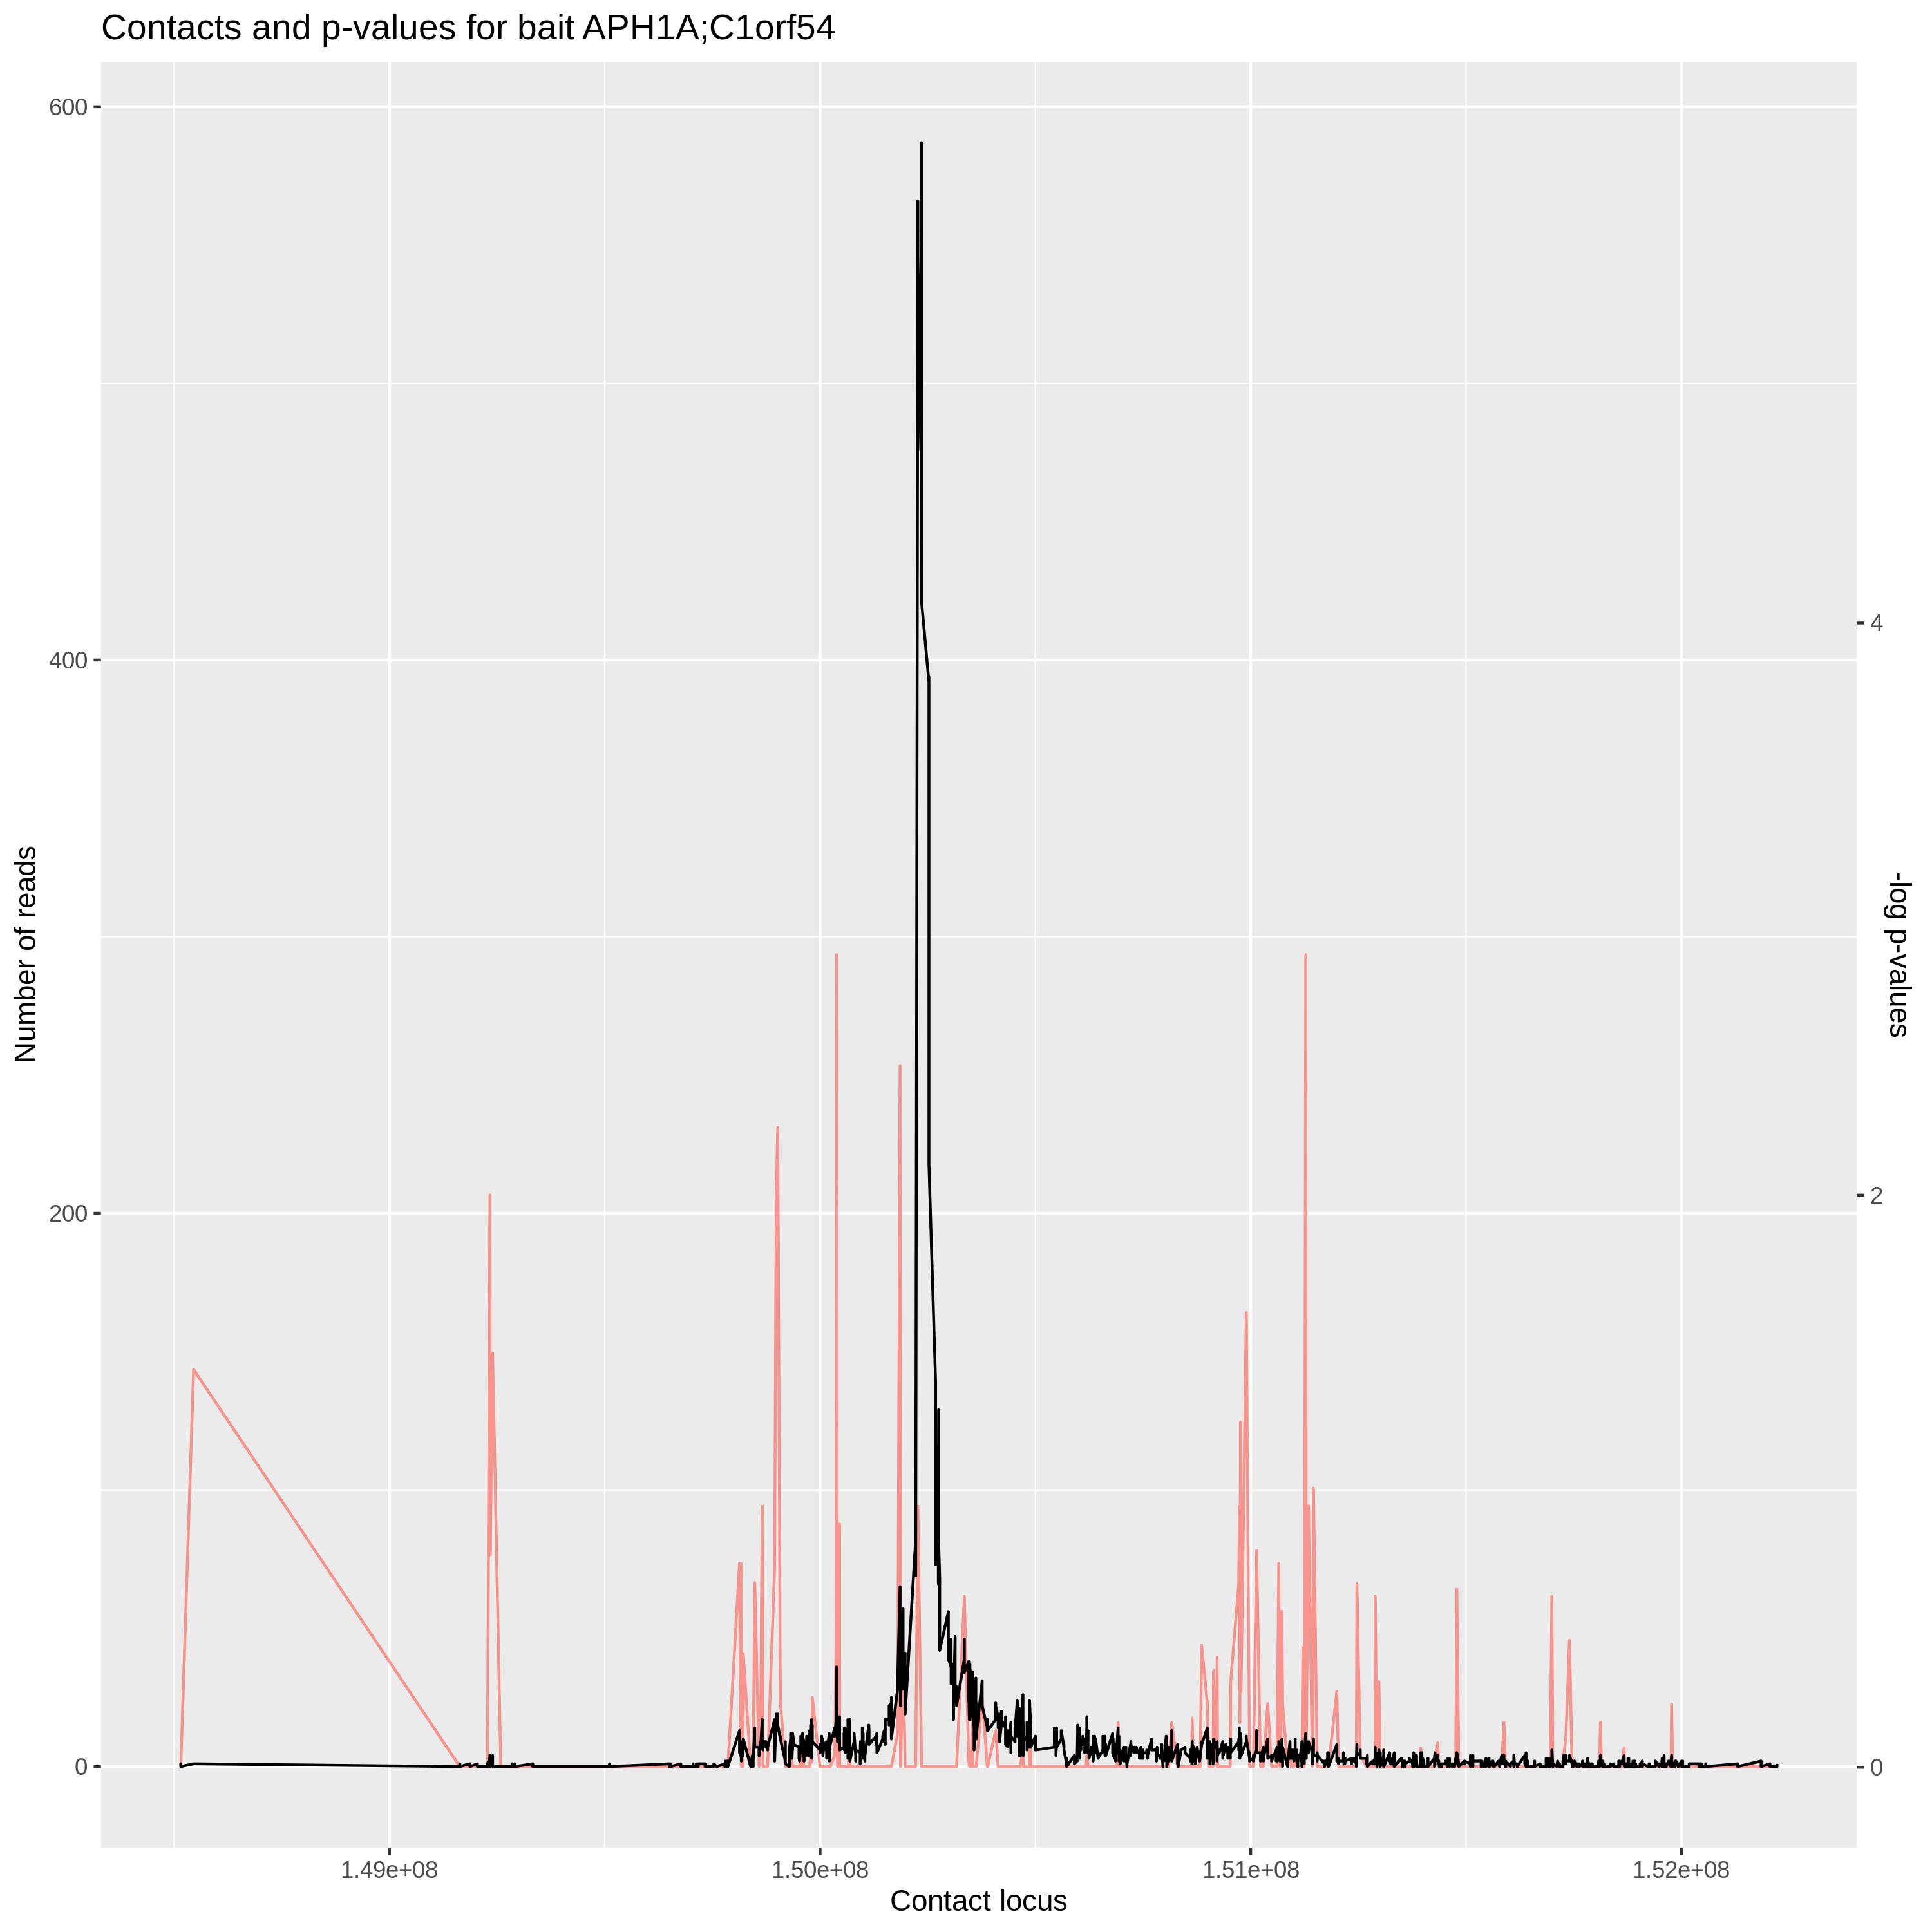 Contacts and p-values for bait APH1A;C1orf54
600
400
200
0
Number of reads
4
2
0
-log p-values
1.49e+08
1.50e+08
1.51e+08
1.52e+08
Contact locus